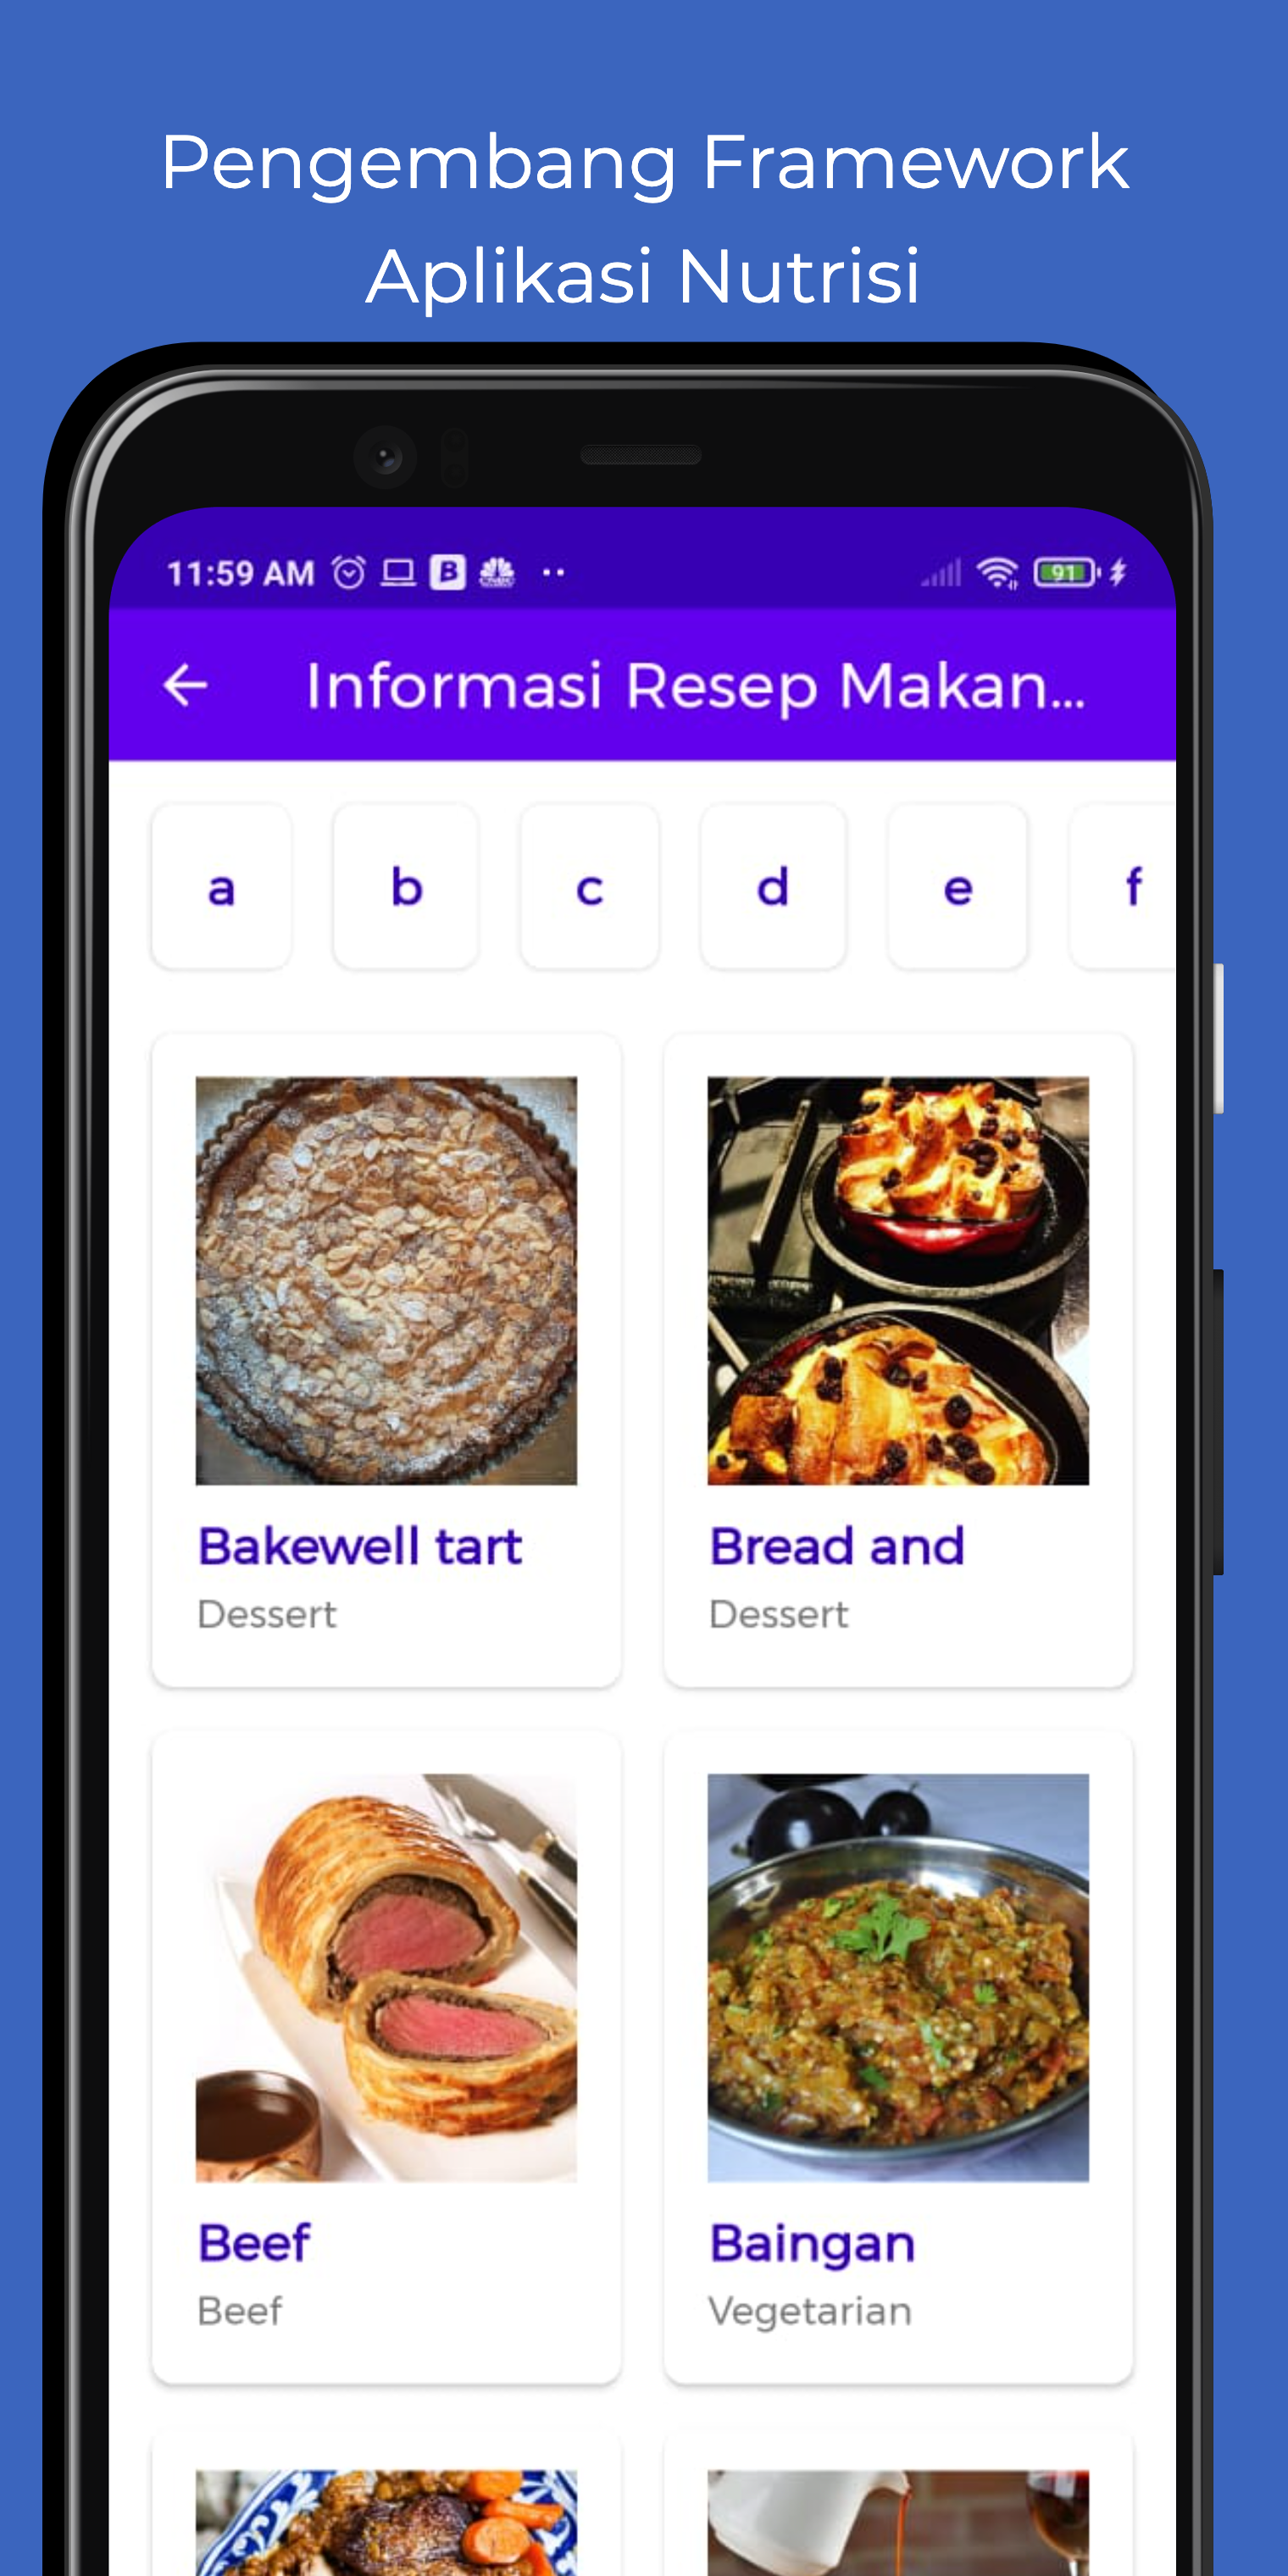 Pengembang Framework
Aplikasi Nutrisi
11:59 AM B 91
Informasi Resep Makan...
a b c d e f
Bakewell tart
Dessert
Bread and
Dessert
Beef
Beef
Baingan
Vegetarian